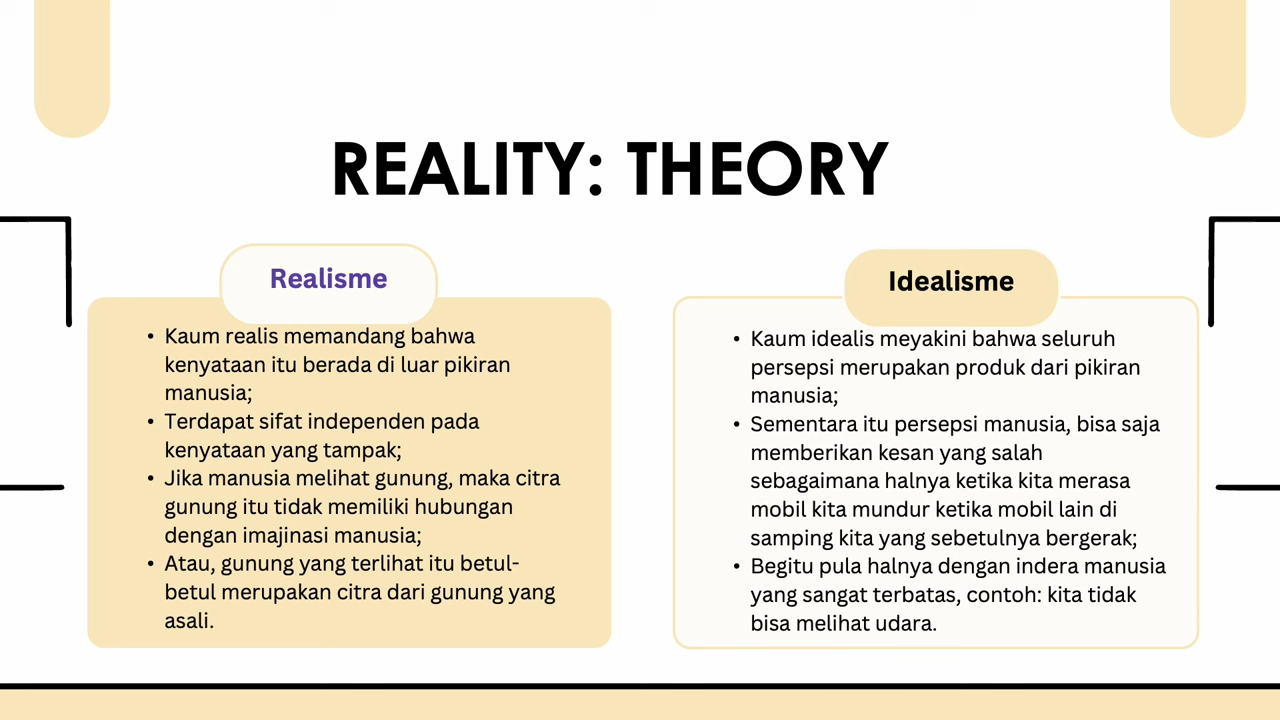 REALITY: THEORY
Realisme
• Kaum realis memandang bahwa
kenyataan itu berada di luar pikiran
manusia;
• Terdapat sifat independen pada
kenyataan yang tampak;
• Jika manusia melihat gunung, maka citra
gunung itu tidak memiliki hubungan
dengan imajinasi manusia;
• Atau, gunung yang terlihat itu betul-
betul merupakan citra dari gunung yang
asali.
Idealisme
• Kaum idealis meyakini bahwa seluruh
persepsi merupakan produk dari pikiran
manusia;
• Sementara itu persepsi manusia, bisa saja
memberikan kesan yang salah
sebagaimana halnya ketika kita merasa
mobil kita mundur ketika mobil lain di
samping kita yang sebetulnya bergerak;
• Begitu pula halnya dengan indera manusia
yang sangat terbatas, contoh: kita tidak
bisa melihat udara.